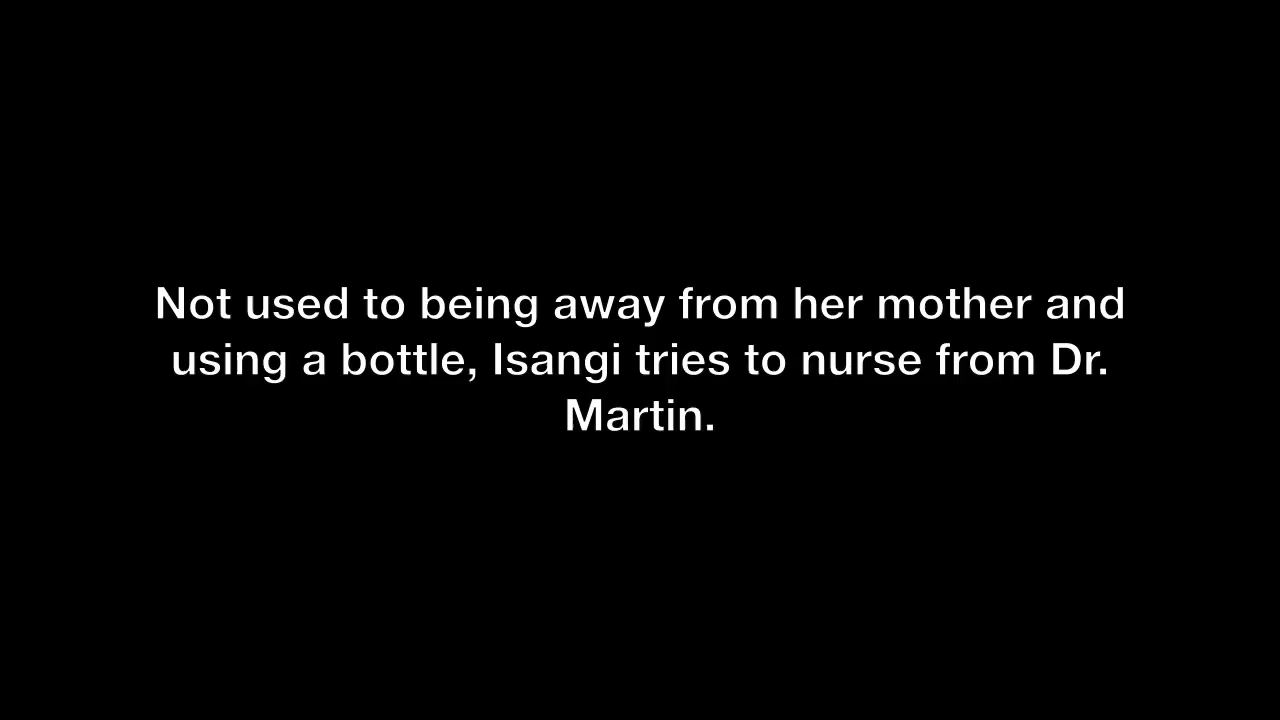 Not used to being away from her mother and
using a bottle, Isangi tries to nurse from Dr.
Martin.